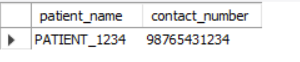 patient_name contact_number
PATIENT_1234 98765431234